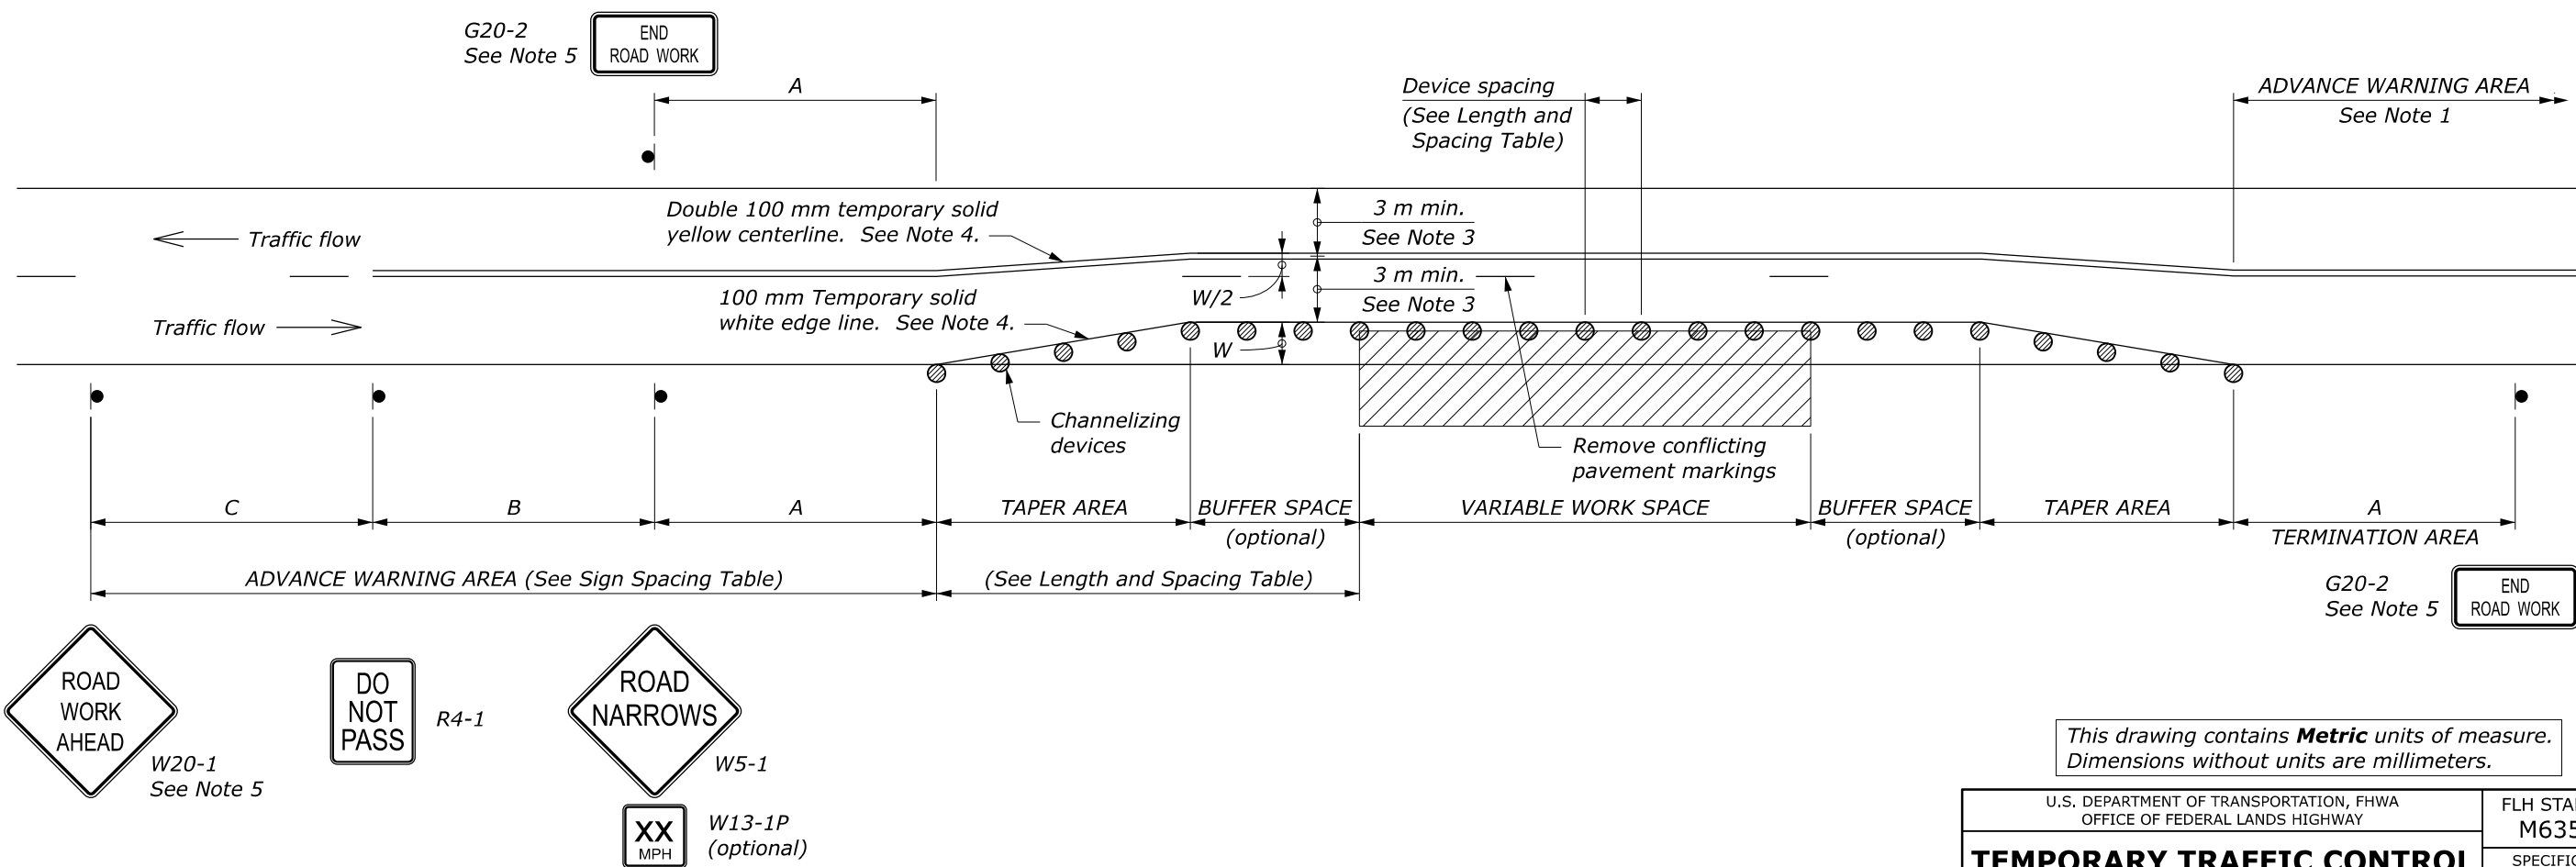 G20-2
See Note 5
END
ROAD WORK
A
Device spacing
(See Length and
Spacing Table)
ADVANCE WARNING AREA
See Note 1
Double 100 mm temporary solid
yellow centerline. See Note 4.
3 m min.
See Note 3
Traffic flow
3 m min.
See Note 3
W/2
100 mm Temporary solid
white edge line. See Note 4.
Traffic flow
W
Channelizing
devices
Remove conflicting
pavement markings
C
B
A
TAPER AREA
BUFFER SPACE
(optional)
VARIABLE WORK SPACE
BUFFER SPACE
(optional)
TAPER AREA
A
TERMINATION AREA
ADVANCE WARNING AREA (See Sign Spacing Table)
(See Length and Spacing Table)
G20-2
See Note 5
END
ROAD WORK
ROAD
WORK
AHEAD
W20-1
See Note 5
DO
NOT
PASS
R4-1
ROAD
NARROWS
W5-1
XX
MPH
W13-1P
(optional)
This drawing contains Metric units of measure.
Dimensions without units are millimeters.
U.S. DEPARTMENT OF TRANSPORTATION, FHWA
OFFICE OF FEDERAL LANDS HIGHWAY
FLH STA
M635
TEMPORARY TRAFFIC CONTROL
SPECIFIC